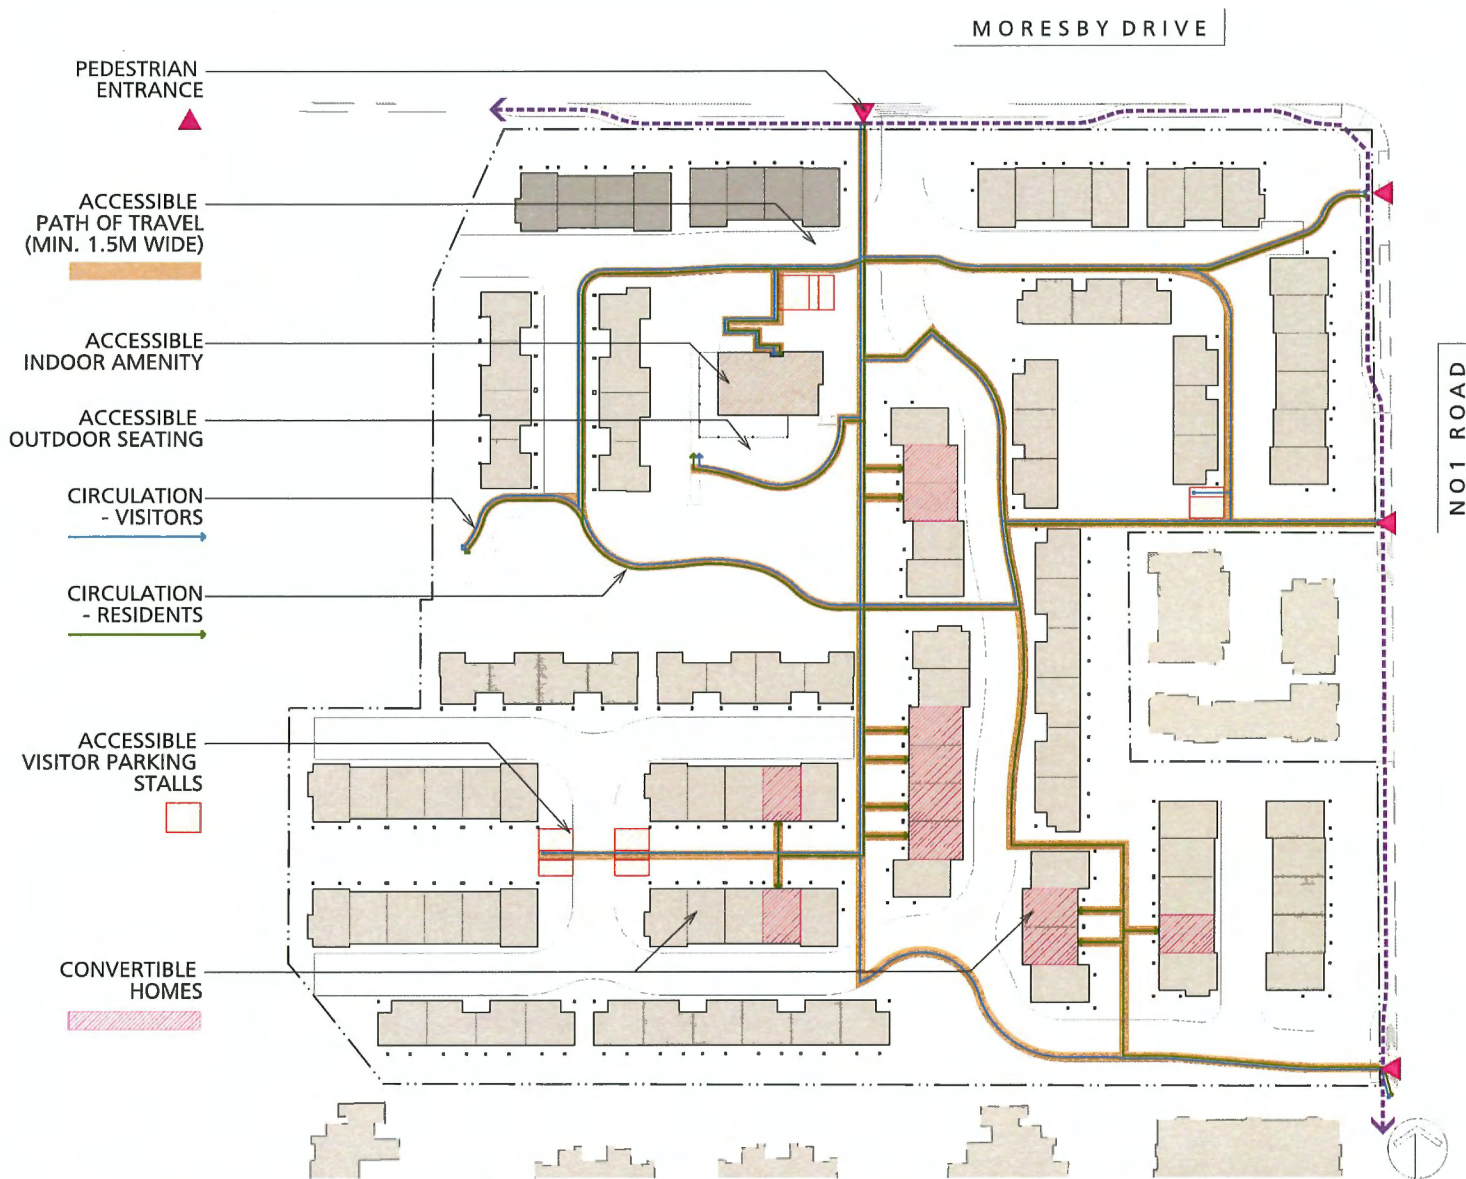 MORESBY DRIVE
PEDESTRIAN
ENTRANCE
ACCESSIBLE
PATH OF TRAVEL
(MIN. 1.5M WIDE)
ACCESSIBLE
INDOOR AMENITY
ACCESSIBLE
OUTDOOR SEATING
CIRCULATION
- VISITORS
CIRCULATION
- RESIDENTS
ACCESSIBLE
VISITOR PARKING
STALLS
CONVERTIBLE
HOMES
NO1 ROAD